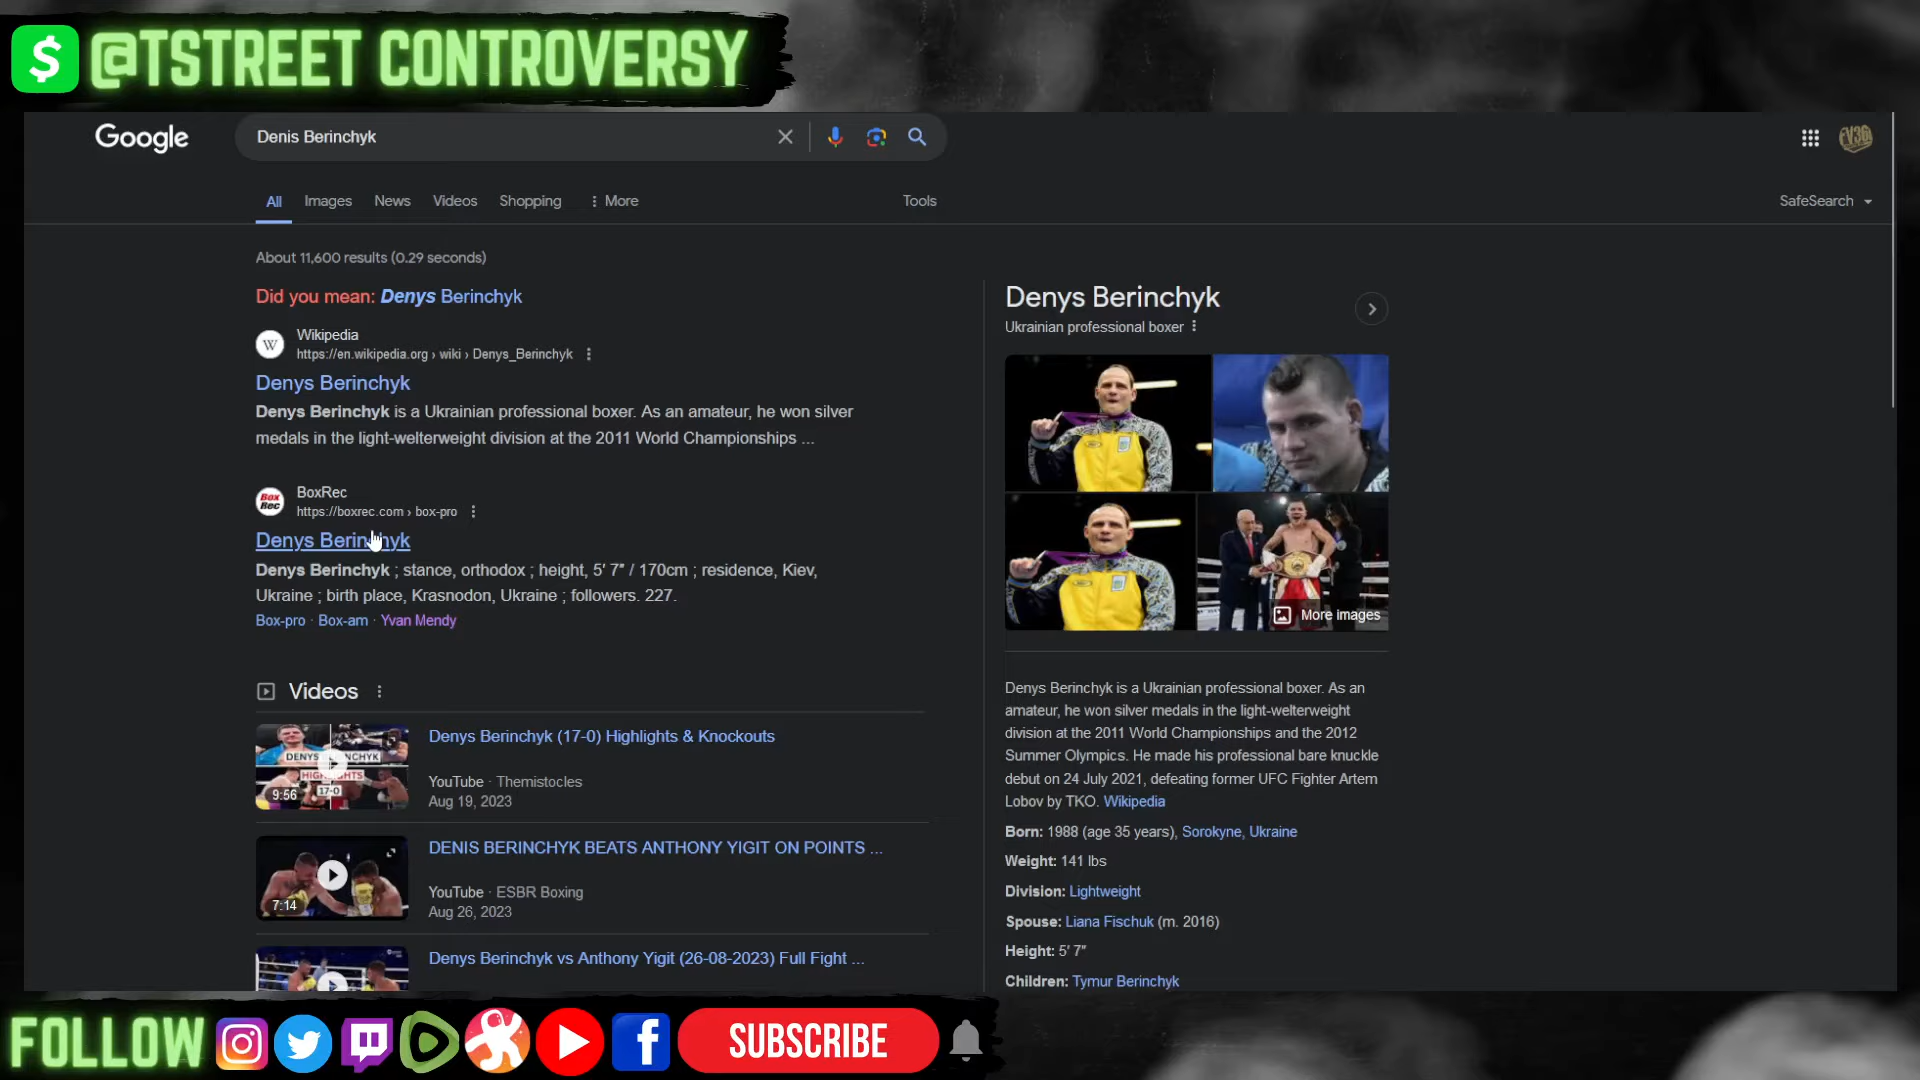 $ @TSTREET CONTROVERSY
Google
Denis Berinchyk
EV36
All Images News Videos Shopping More Tools SafeSearch
About 11,600 results (0.29 seconds)
Did you mean: Denys Berinchyk
W
Wikipedia
https://en.wikipedia.org › wiki › Denys_Berinchyk
Denys Berinchyk
Denys Berinchyk is a Ukrainian professional boxer. As an amateur, he won silver
medals in the light-welterweight division at the 2011 World Championships ...
Box
Rec
BoxRec
https://boxrec.com › box-pro
Denys Berinchyk
Denys Berinchyk ; stance, orthodox ; height, 5′ 7″ / 170cm ; residence, Kiev,
Ukraine ; birth place, Krasnodon, Ukraine ; followers. 227.
Box-pro · Box-am · Yvan Mendy
Videos
DENYS BERINCHYK
HIGHLIGHTS
9:56
17-0
Denys Berinchyk (17-0) Highlights & Knockouts
YouTube · Themistocles
Aug 19, 2023
7:14
DENIS BERINCHYK BEATS ANTHONY YIGIT ON POINTS ...
YouTube · ESBR Boxing
Aug 26, 2023
Denys Berinchyk vs Anthony Yigit (26-08-2023) Full Fight ...
Denys Berinchyk
Ukrainian professional boxer
More images
Denys Berinchyk is a Ukrainian professional boxer. As an
amateur, he won silver medals in the light-welterweight
division at the 2011 World Championships and the 2012
Summer Olympics. He made his professional bare knuckle
debut on 24 July 2021, defeating former UFC Fighter Artem
Lobov by TKO. Wikipedia
Born: 1988 (age 35 years), Sorokyne, Ukraine
Weight: 141 lbs
Division: Lightweight
Spouse: Liana Fischuk (m. 2016)
Height: 5′ 7″
Children: Tymur Berinchyk
FOLLOW
f
SUBSCRIBE